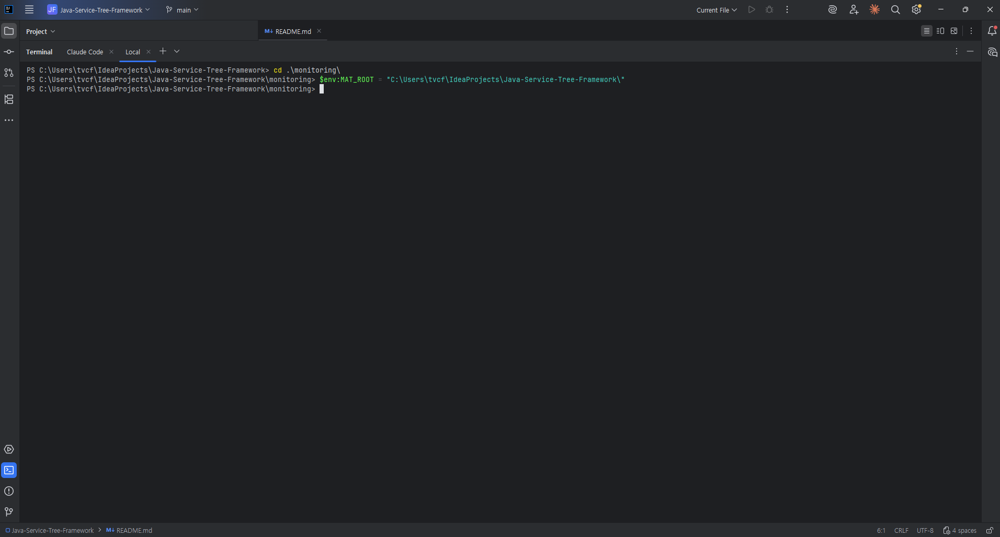 JF Java-Service-Tree-Framework main Current File
Project README.md
Terminal Claude Code Local
PS C:\Users\tvcf\IdeaProjects\Java-Service-Tree-Framework> cd .\monitoring\
PS C:\Users\tvcf\IdeaProjects\Java-Service-Tree-Framework\monitoring> $env:MAT_ROOT = "C:\Users\tvcf\IdeaProjects\Java-Service-Tree-Framework\"
PS C:\Users\tvcf\IdeaProjects\Java-Service-Tree-Framework\monitoring>
Java-Service-Tree-Framework > M↓ README.md 6:1 CRLF UTF-8 4 spaces